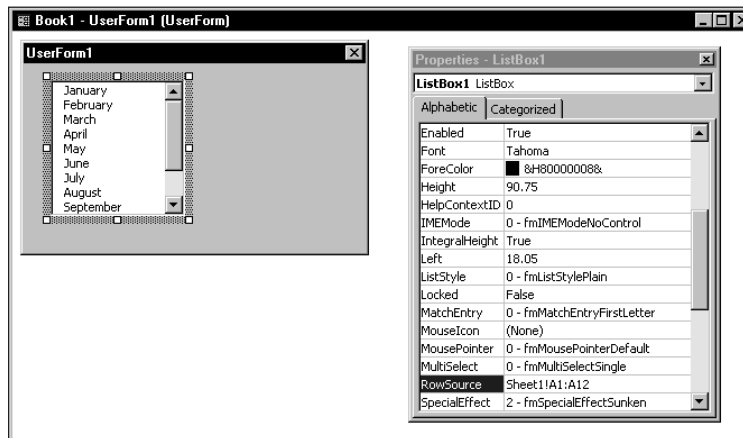 Book1 - UserForm1 (UserForm)
UserForm1
January
February
March
April
May
June
July
August
September
Properties - ListBox1
ListBox1 ListBox
Alphabetic Categorized
Enabled True
Font Tahoma
ForeColor &H80000008&
Height 90.75
HelpContextID 0
IMEMode 0 - fmIMEModeNoControl
IntegralHeight True
Left 18.05
ListStyle 0 - fmListStylePlain
Locked False
MatchEntry 0 - fmMatchEntryFirstLetter
MouseIcon (None)
MousePointer 0 - fmMousePointerDefault
MultiSelect 0 - fmMultiSelectSingle
RowSource Sheet1!A1:A12
SpecialEffect 2 - fmSpecialEffectSunken